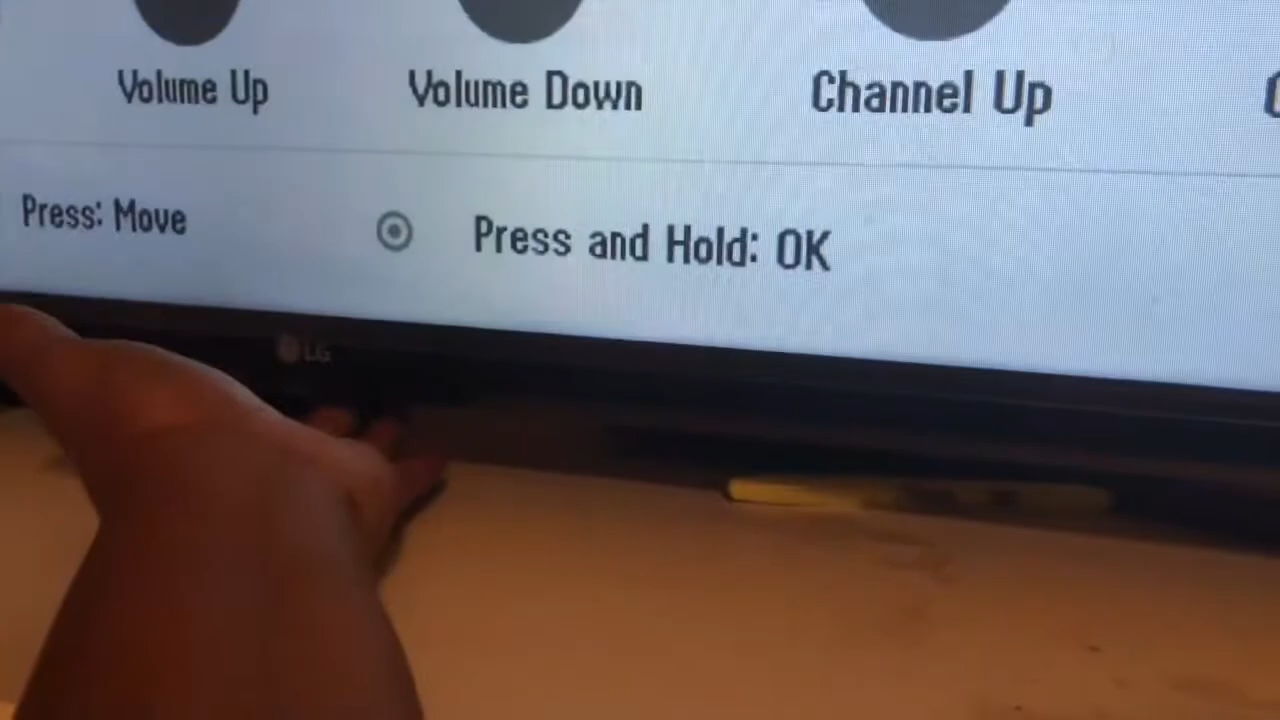 Volume Up
Volume Down
Channel Up
Press: Move
Press and Hold: OK
LG